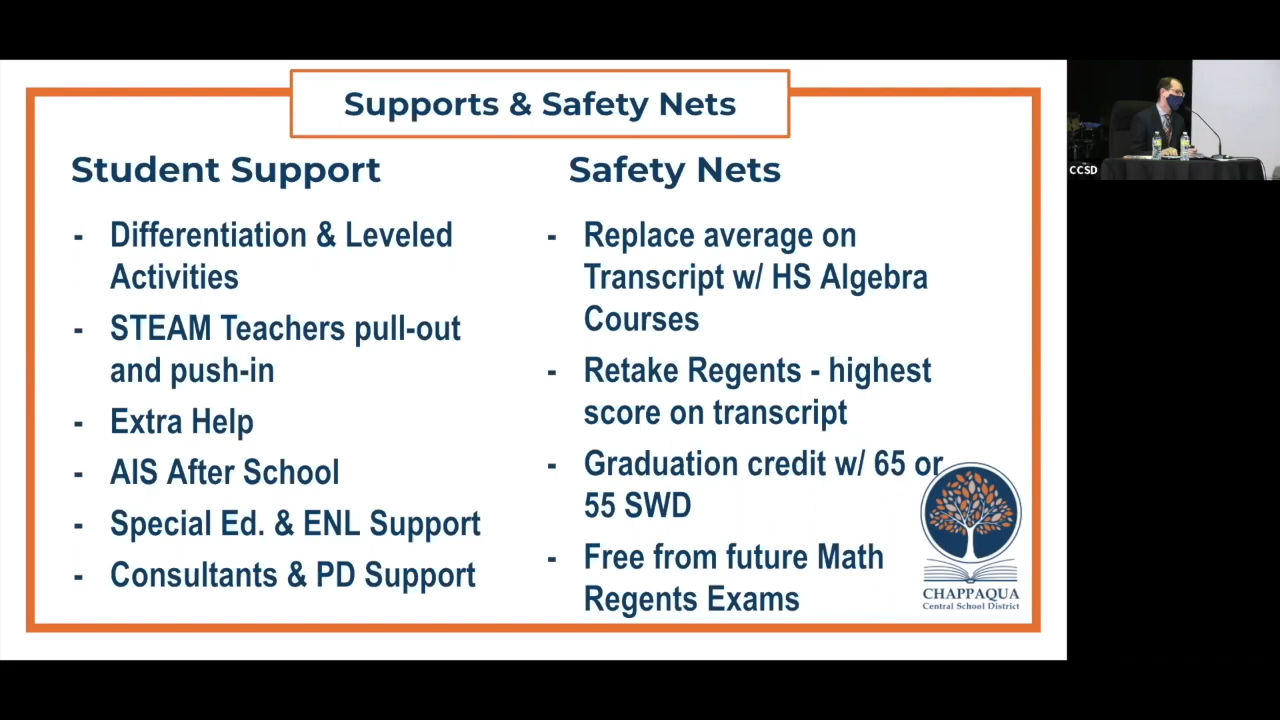 Supports & Safety Nets
Student Support
- Differentiation & Leveled
Activities
- STEAM Teachers pull-out
and push-in
- Extra Help
- AIS After School
- Special Ed. & ENL Support
- Consultants & PD Support
Safety Nets
- Replace average on
Transcript w/ HS Algebra
Courses
- Retake Regents - highest
score on transcript
- Graduation credit w/ 65 or
55 SWD
- Free from future Math
Regents Exams
CHAPPAQUA
Central School District
CCSD